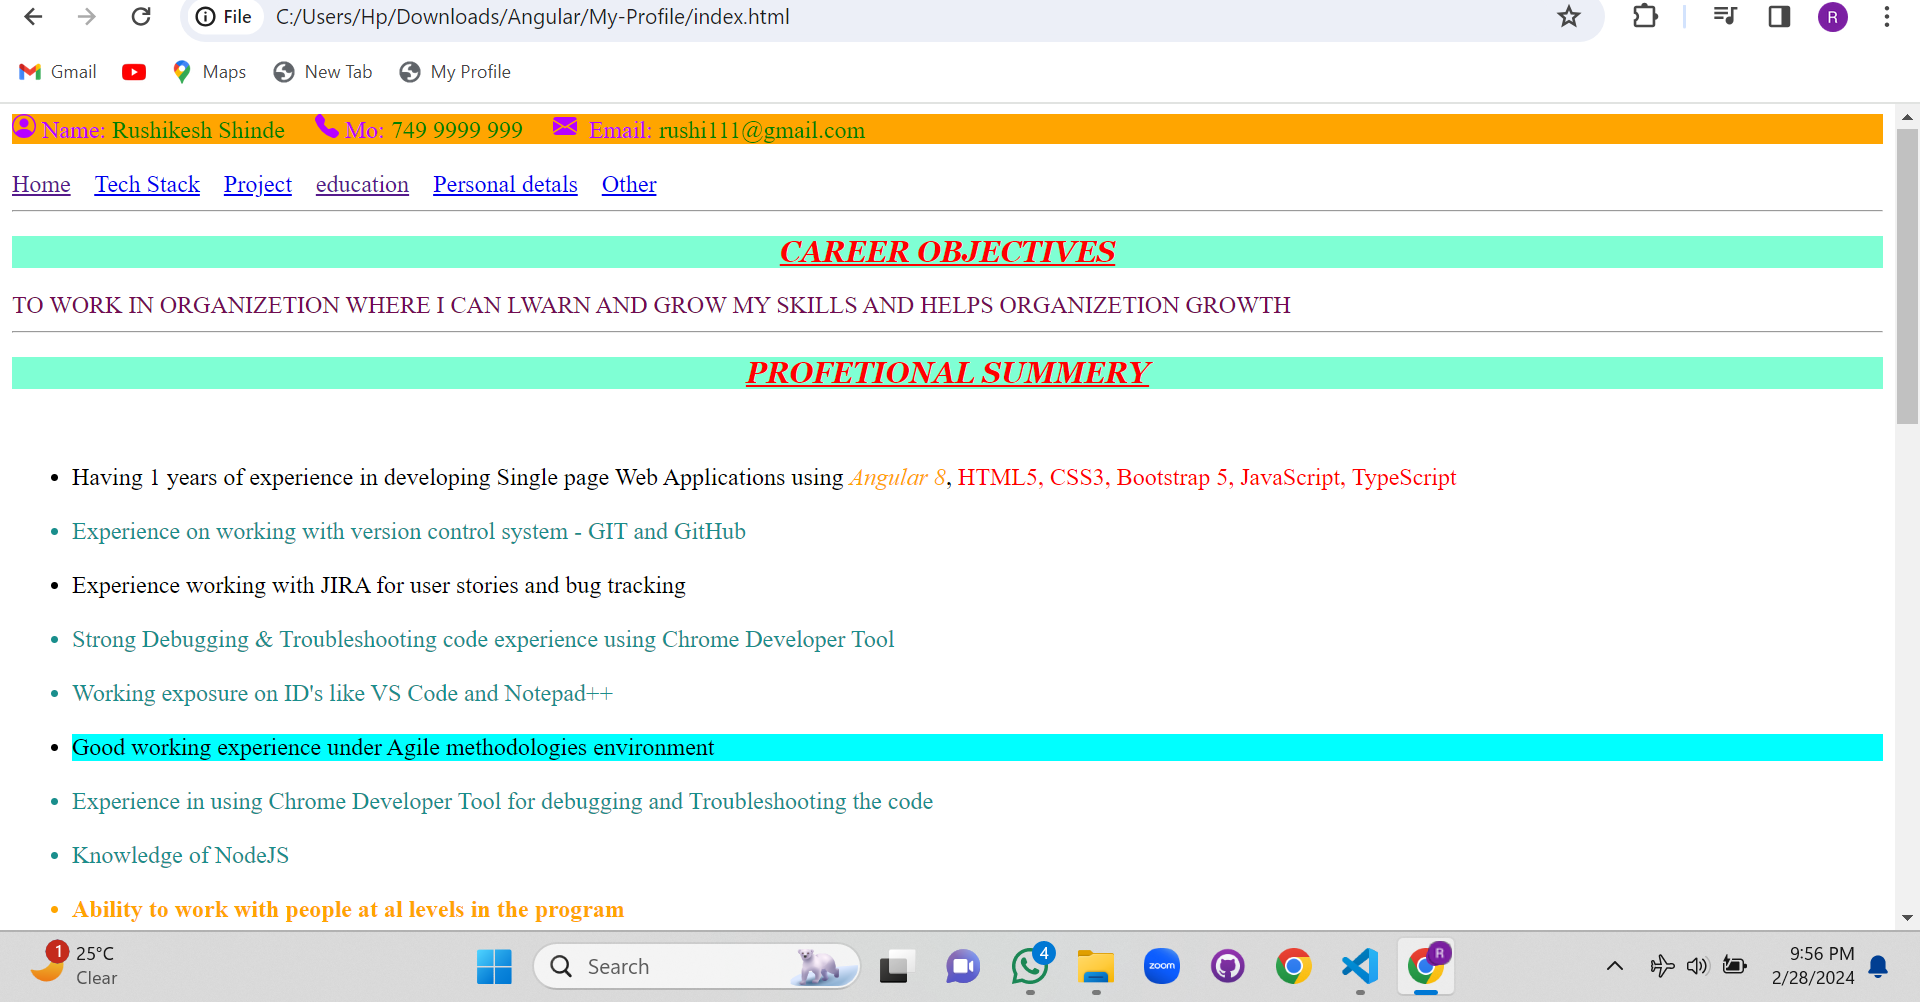 File C:/Users/Hp/Downloads/Angular/My-Profile/index.html R
Gmail Maps New Tab My Profile
Name: Rushikesh Shinde Mo: 749 9999 999 Email: rushi111@gmail.com
Home Tech Stack Project education Personal detals Other
CAREER OBJECTIVES
TO WORK IN ORGANIZETION WHERE I CAN LWARN AND GROW MY SKILLS AND HELPS ORGANIZETION GROWTH
PROFETIONAL SUMMERY
• Having 1 years of experience in developing Single page Web Applications using Angular 8, HTML5, CSS3, Bootstrap 5, JavaScript, TypeScript
• Experience on working with version control system - GIT and GitHub
• Experience working with JIRA for user stories and bug tracking
• Strong Debugging & Troubleshooting code experience using Chrome Developer Tool
• Working exposure on ID's like VS Code and Notepad++
• Good working experience under Agile methodologies environment
• Experience in using Chrome Developer Tool for debugging and Troubleshooting the code
• Knowledge of NodeJS
• Ability to work with people at al levels in the program
1 25°C Search 4 zoom R 9:56 PM
Clear 2/28/2024